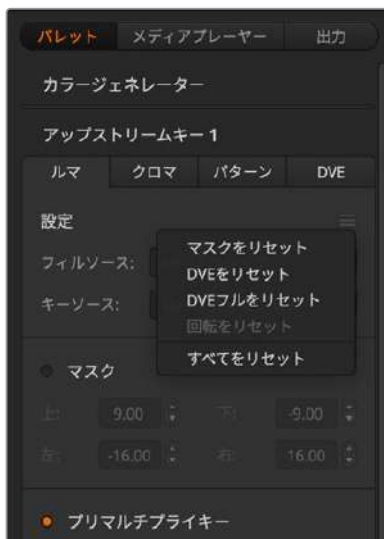 パレット メディアプレーヤー 出力
カラージェネレーター
アップストリームキー 1
ルマ クロマ パターン DVE
設定
マスクをリセット
フィルソース:
DVEをリセット
DVEフルをリセット
キーソース:
回転をリセット
すべてをリセット
マスク
上: 9.00 下: -9.00
左: -16.00 右: 16.00
プリマルチプライキー